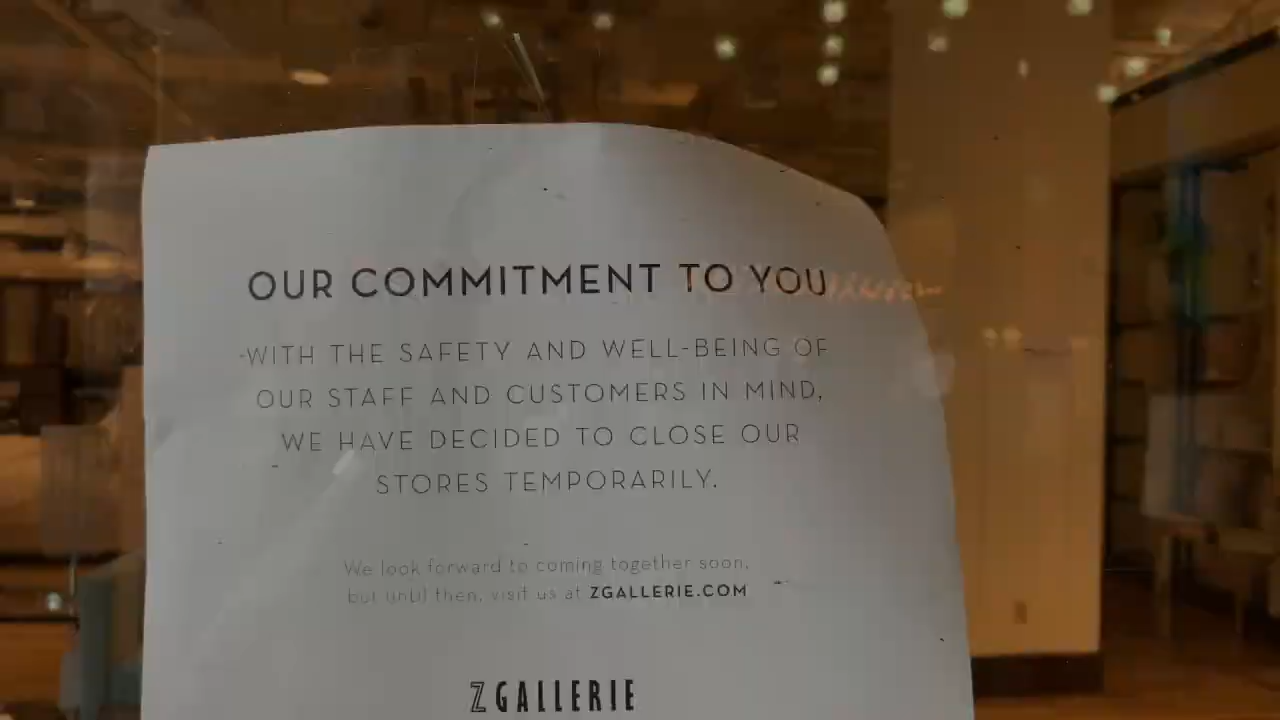 OUR COMMITMENT TO YOU
WITH THE SAFETY AND WELL-BEING OF
OUR STAFF AND CUSTOMERS IN MIND,
WE HAVE DECIDED TO CLOSE OUR
STORES TEMPORARILY.
We look forward to coming together soon,
but until then, visit us at ZGALLERIE.COM
Z GALLERIE